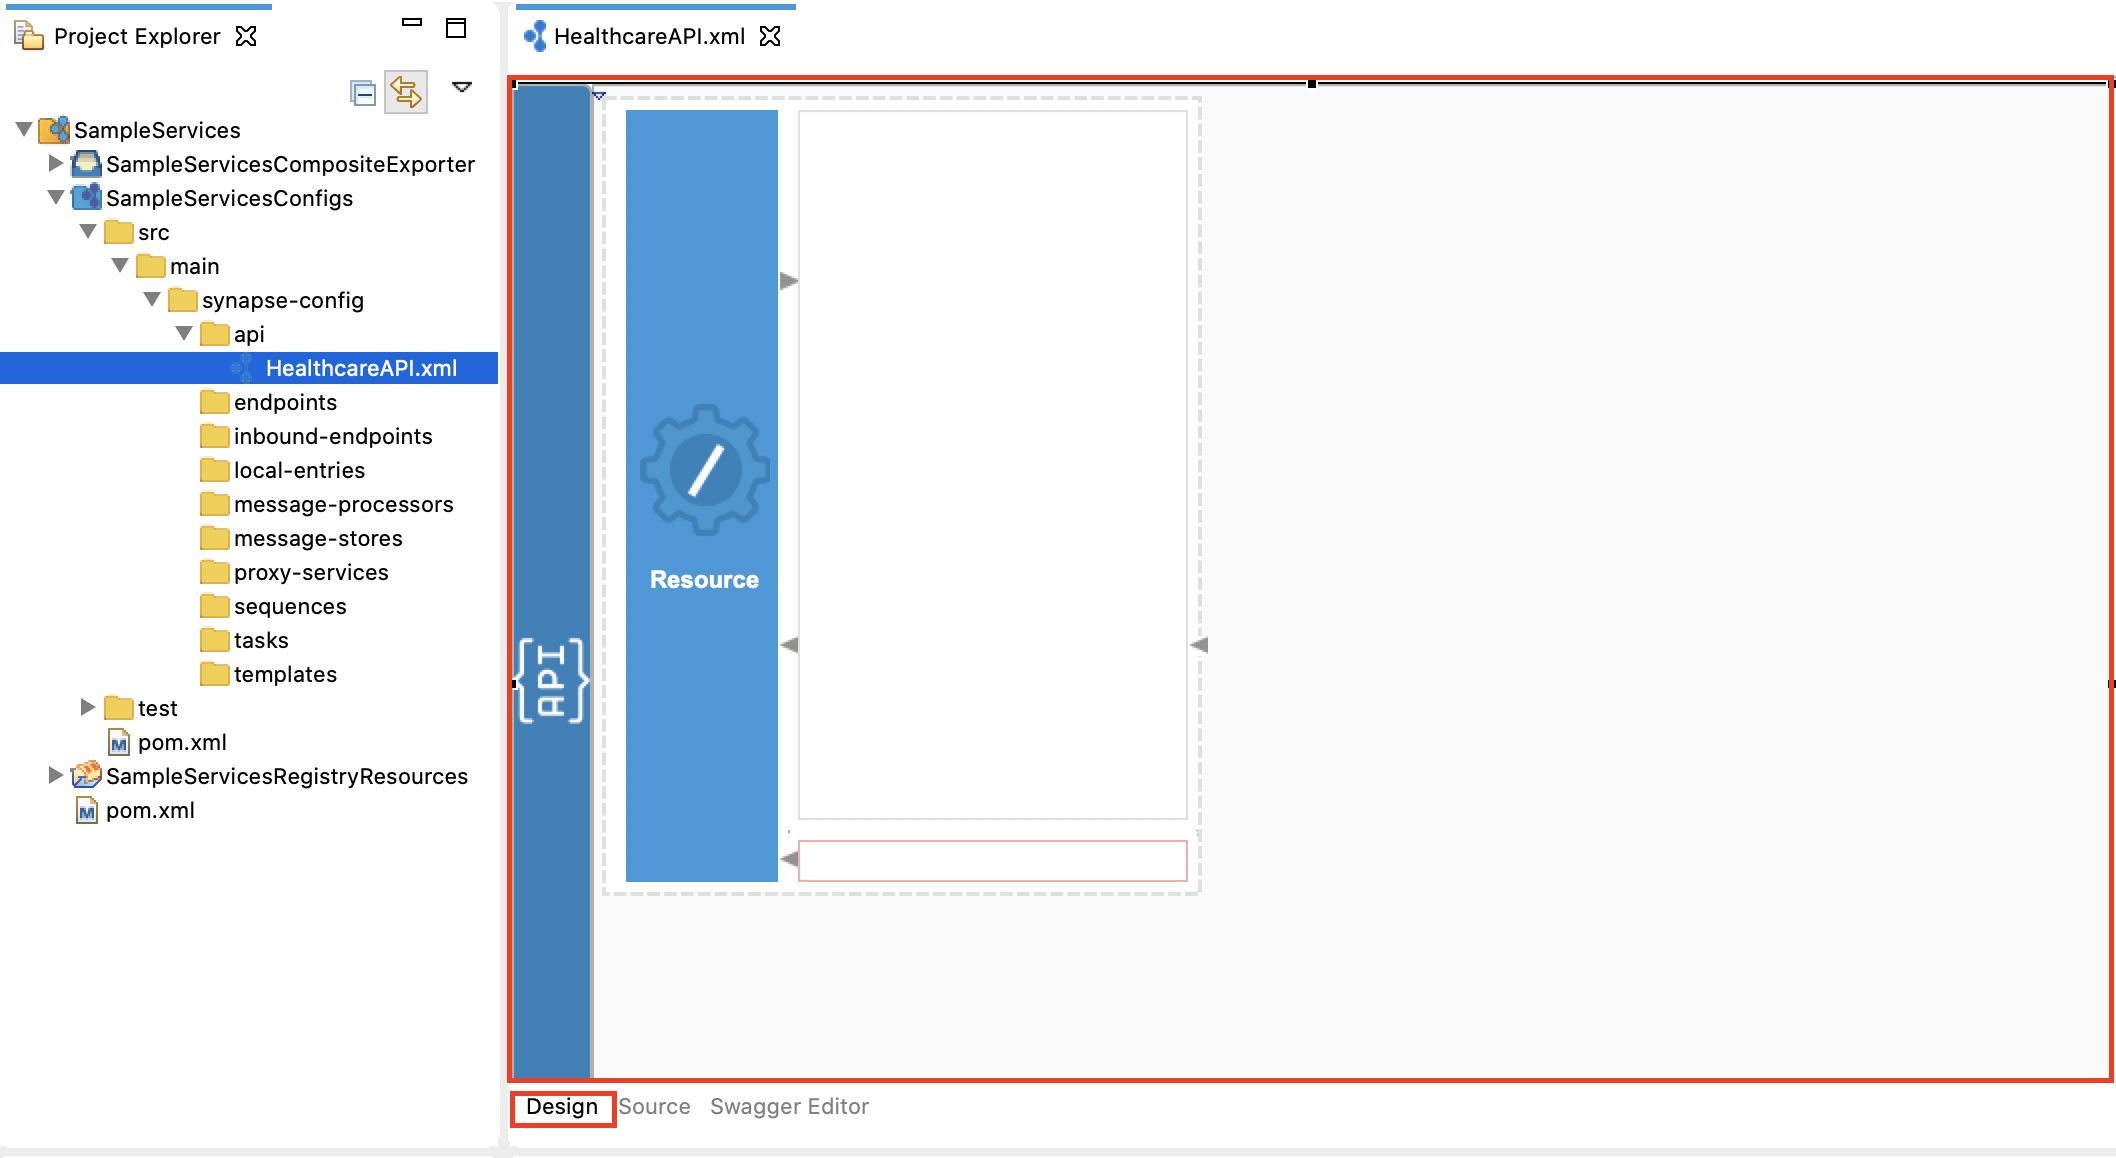 Project Explorer
SampleServices
SampleServicesCompositeExporter
SampleServicesConfigs
src
main
synapse-config
api
HealthcareAPI.xml
endpoints
inbound-endpoints
local-entries
message-processors
message-stores
proxy-services
sequences
tasks
templates
test
pom.xml
SampleServicesRegistryResources
pom.xml
HealthcareAPI.xml
{API}
Resource
Design Source Swagger Editor